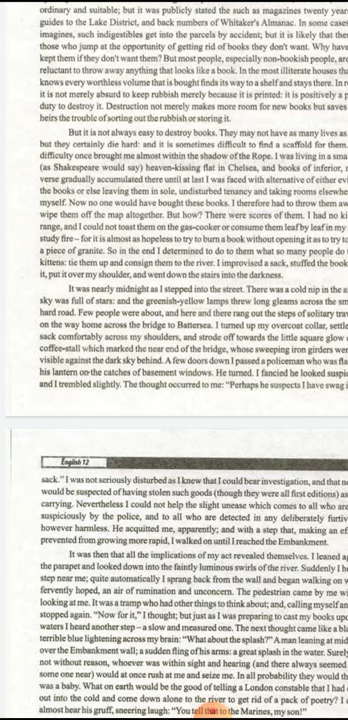 ordinary and suitable; but it was publicly stated such as magazines twenty year
guides to the Lake District, and back numbers of Whitaker's Almanac. In some case
imagines, such indigestibles get into the parcels by accident; but it is likely that the
those who jump at the opportunity of getting rid of books they don't want. Why have
kept them if they don't want them? But most people, especially non-bookish people, are
reluctant to throw away anything that looks like a book. In the most illiterate houses tha
knows every worthless volume that is bought finds its way to a shelf and stays there. In r
it is not merely absurd to keep rubbish merely because it is printed: it is positively a p
duty to destroy it. Destruction not merely makes more room for new books but saves
heirs the trouble of sorting out the rubbish or storing it.
But it is not always easy to destroy books. They may not have as many lives as
but they certainly die hard: and it is sometimes difficult to find a scaffold for them.
difficulty once brought me almost within the shadow of the Rope. I was living in a sma
(as Shakespeare would say) heaven-kissing flat in Chelsea, and books of inferior,
verse gradually accumulated there until at last I was faced with alternative of either evi
the books or else leaving them in sole, undisturbed tenancy and taking rooms elsewhe
myself. Now no one would have bought these books. I therefore had to throw them aw
wipe them off the map altogether. But how? There were scores of them. I had no ki
range, and I could not toast them on the gas-cooker or consume them leaf by leaf in my
study fire – for it is almost as hopeless to try to burn a book without opening it as to try to
a piece of granite. So in the end I determined to do to them what so many people do
kittens: tie them up and consign them to the river. I improvised a sack, stuffed the book
it, put it over my shoulder, and went down the stairs into the darkness.
It was nearly midnight as I stepped into the street. There was a cold nip in the a
sky was full of stars: and the greenish-yellow lamps threw long gleams across the sm
hard road. Few people were about, and here and there rang out the steps of solitary trav
on the way home across the bridge to Battersea. I turned up my overcoat collar, settle
sack comfortably across my shoulders, and strode off towards the little square glow
coffee-stall which marked the near end of the bridge, whose sweeping iron girders wer
visible against the dark sky behind. A few doors down I passed a policeman who was fla
his lantern on the catches of basement windows. He turned. I fancied he looked suspi
and I trembled slightly. The thought occurred to me: "Perhaps he suspects I have swag i
English 12
sack." I was not seriously disturbed as I knew that I could bear investigation, and that n
would be suspected of having stolen such goods (though they were all first editions) as
carrying. Nevertheless I could not help the slight unease which comes to all who are
suspiciously by the police, and to all who are detected in any deliberately furtiv
however harmless. He acquitted me, apparently; and with a step that, making an ef
prevented from growing more rapid, I walked on until I reached the Embankment.
It was then that all the implications of my act revealed themselves. I leaned a
the parapet and looked down into the faintly luminous swirls of the river. Suddenly I h
step near me; quite automatically I sprang back from the wall and began walking on w
fervently hoped, an air of rumination and unconcern. The pedestrian came by me wi
looking at me. It was a tramp who had other things to think about; and, calling myself an
stopped again. "Now for it," I thought; but just as I was preparing to cast my books up
waters I heard another step – a slow and measured one. The next thought came like a bl
terrible blue lightening across my brain: "What about the splash?" A man leaning at mid
over the Embankment wall; a sudden fling of his arms: a great splash in the water. Surely
not without reason, whoever was within sight and hearing (and there always seemed
some one near) would at once rush at me and seize me. In all probability they would th
was a baby. What on earth would be the good of telling a London constable that I had
out into the cold and come down alone to the river to get rid of a pack of poetry? I
almost hear his gruff, sneering laugh: "You tell that to the Marines, my son!"